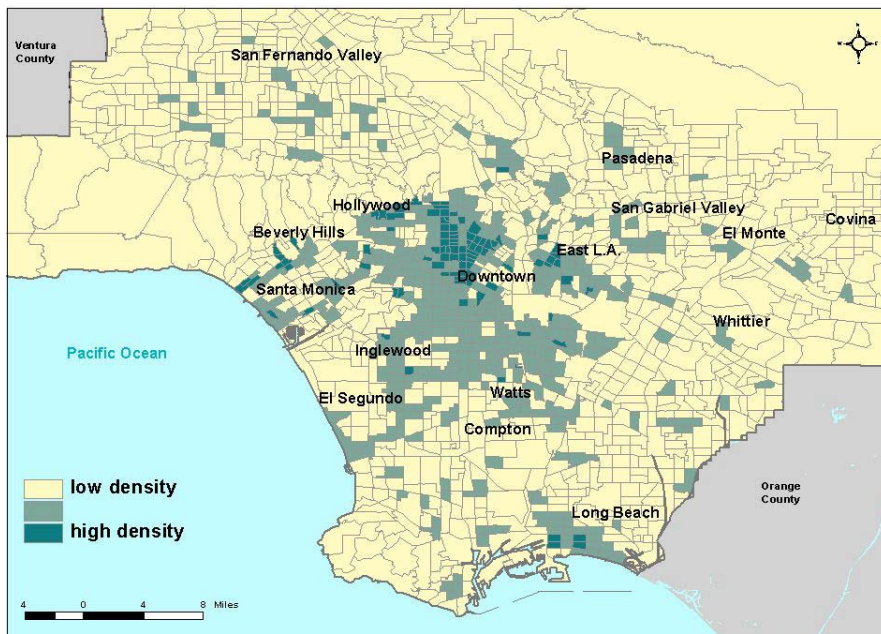 Ventura
County
San Fernando Valley
N
Pasadena
Hollywood
San Gabriel Valley
Beverly Hills
Covina
El Monte
East L.A.
Downtown
Santa Monica
Whittier
Pacific Ocean
Inglewood
El Segundo
Watts
Compton
low density
high density
Orange
County
Long Beach
4 0 4 8 Miles